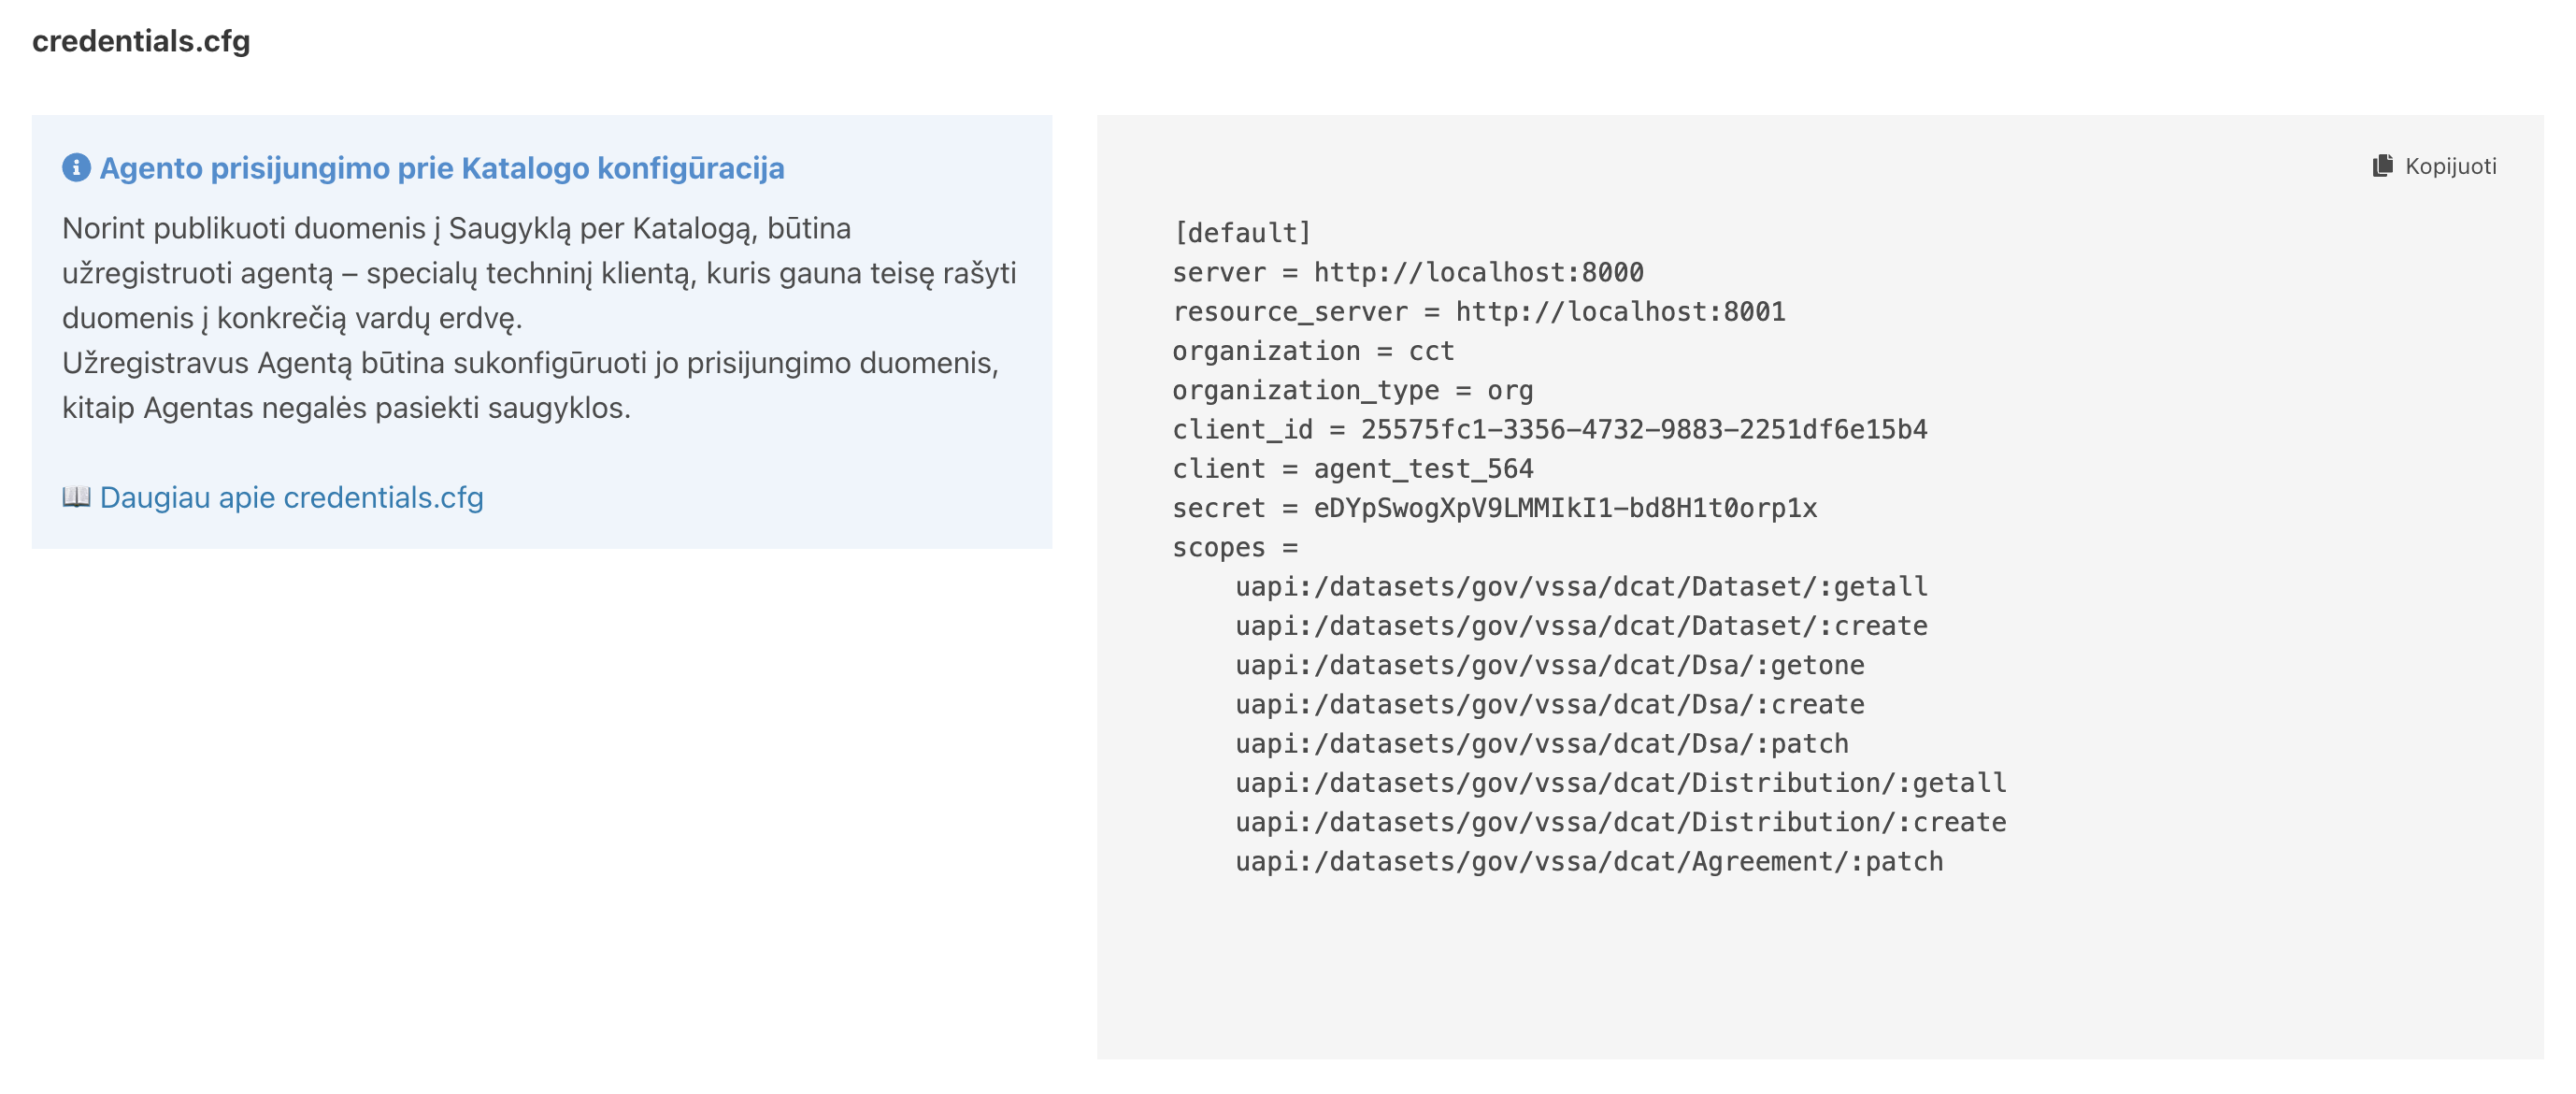 credentials.cfg
Agento prisijungimo prie Katalogo konfigūracija
Norint publikuoti duomenis į Saugyklą per Katalogą, būtina
užregistruoti agentą – specialų techninį klientą, kuris gauna teisę rašyti
duomenis į konkrečią vardų erdvę.
Užregistravus Agentą būtina sukonfigūruoti jo prisijungimo duomenis,
kitaip Agentas negalės pasiekti saugyklos.
Daugiau apie credentials.cfg
Kopijuoti
[default]
server = http://localhost:8000
resource_server = http://localhost:8001
organization = cct
organization_type = org
client_id = 25575fc1-3356-4732-9883-2251df6e15b4
client = agent_test_564
secret = eDYpSwogXpV9LMMIkI1-bd8H1t0orp1x
scopes =
    uapi:/datasets/gov/vssa/dcat/Dataset/:getall
    uapi:/datasets/gov/vssa/dcat/Dataset/:create
    uapi:/datasets/gov/vssa/dcat/Dsa/:getone
    uapi:/datasets/gov/vssa/dcat/Dsa/:create
    uapi:/datasets/gov/vssa/dcat/Dsa/:patch
    uapi:/datasets/gov/vssa/dcat/Distribution/:getall
    uapi:/datasets/gov/vssa/dcat/Distribution/:create
    uapi:/datasets/gov/vssa/dcat/Agreement/:patch